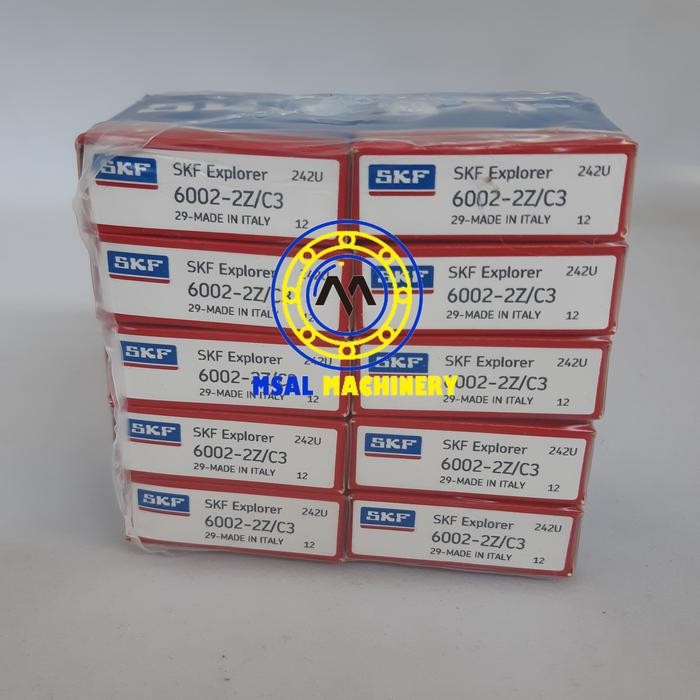 SKF SKF Explorer 242U
6002-2Z/C3
29-MADE IN ITALY 12
SKF SKF Explorer 242U
6002-2Z/C3
29-MADE IN ITALY 12
SKF SKF Explorer
6002-2Z/C3
29-MADE IN ITALY 12
SKF Explorer 242U
6002-2Z/C3
29-MADE IN ITALY 12
SKF SKF Explorer 242U
6002-2Z/C3
29-MADE IN ITALY 12
SKF SKF Explorer 242U
6002-2Z/C3
29-MADE IN ITALY 12
M
MSAL MACHINERY
SKF SKF Explorer 242U
29-MADE IN ITALY
SKF SKF Explorer 242U
6002-2Z/C3
29-MADE IN ITALY 12
SKF SKF Explorer 242U
6002-2Z/C3
29-MADE IN ITALY 12
SKF SKF Explorer 242U
6002-2Z/C3
29-MADE IN ITALY 12